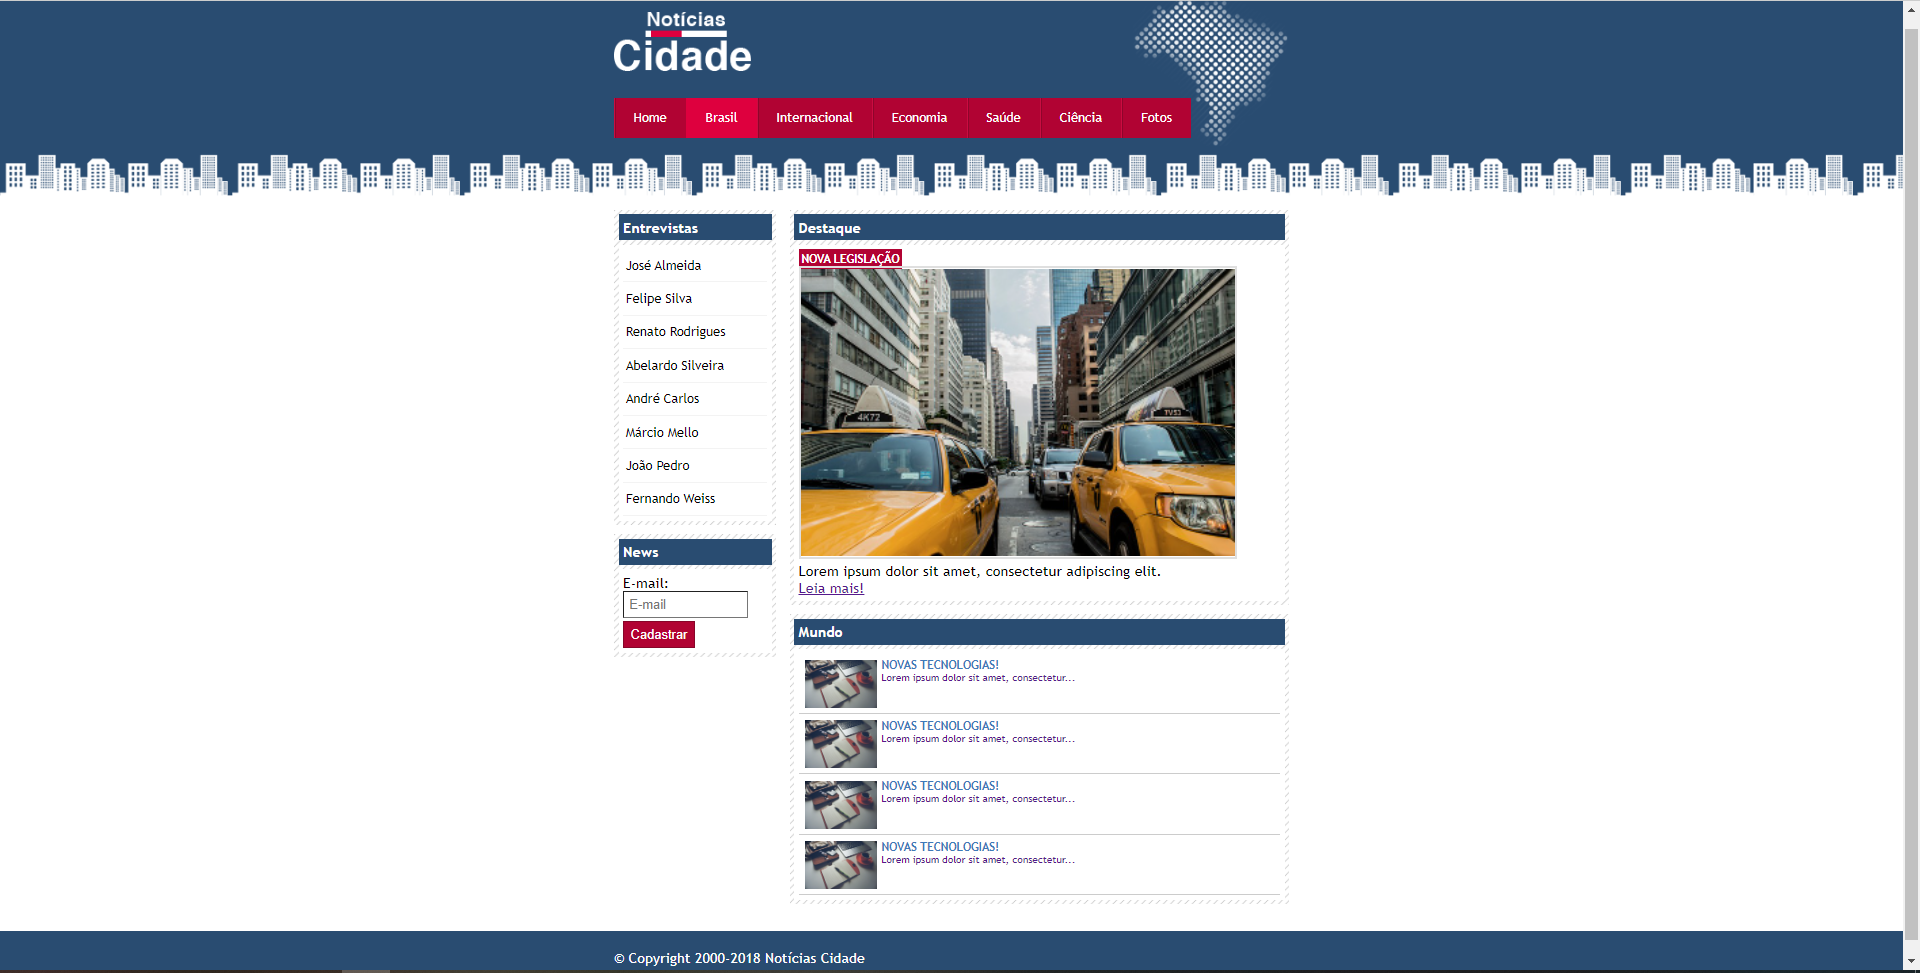 Notícias
Cidade
Home Brasil Internacional Economia Saúde Ciência Fotos
Entrevistas
José Almeida
Felipe Silva
Renato Rodrigues
Abelardo Silveira
André Carlos
Márcio Mello
João Pedro
Fernando Weiss
News
E-mail:
E-mail
Cadastrar
Destaque
NOVA LEGISLAÇÃO
4K72
Lorem ipsum dolor sit amet, consectetur adipiscing elit.
Leia mais!
Mundo
NOVAS TECNOLOGIAS!
Lorem ipsum dolor sit amet, consectetur...
NOVAS TECNOLOGIAS!
Lorem ipsum dolor sit amet, consectetur...
NOVAS TECNOLOGIAS!
Lorem ipsum dolor sit amet, consectetur...
NOVAS TECNOLOGIAS!
Lorem ipsum dolor sit amet, consectetur...
© Copyright 2000-2018 Notícias Cidade